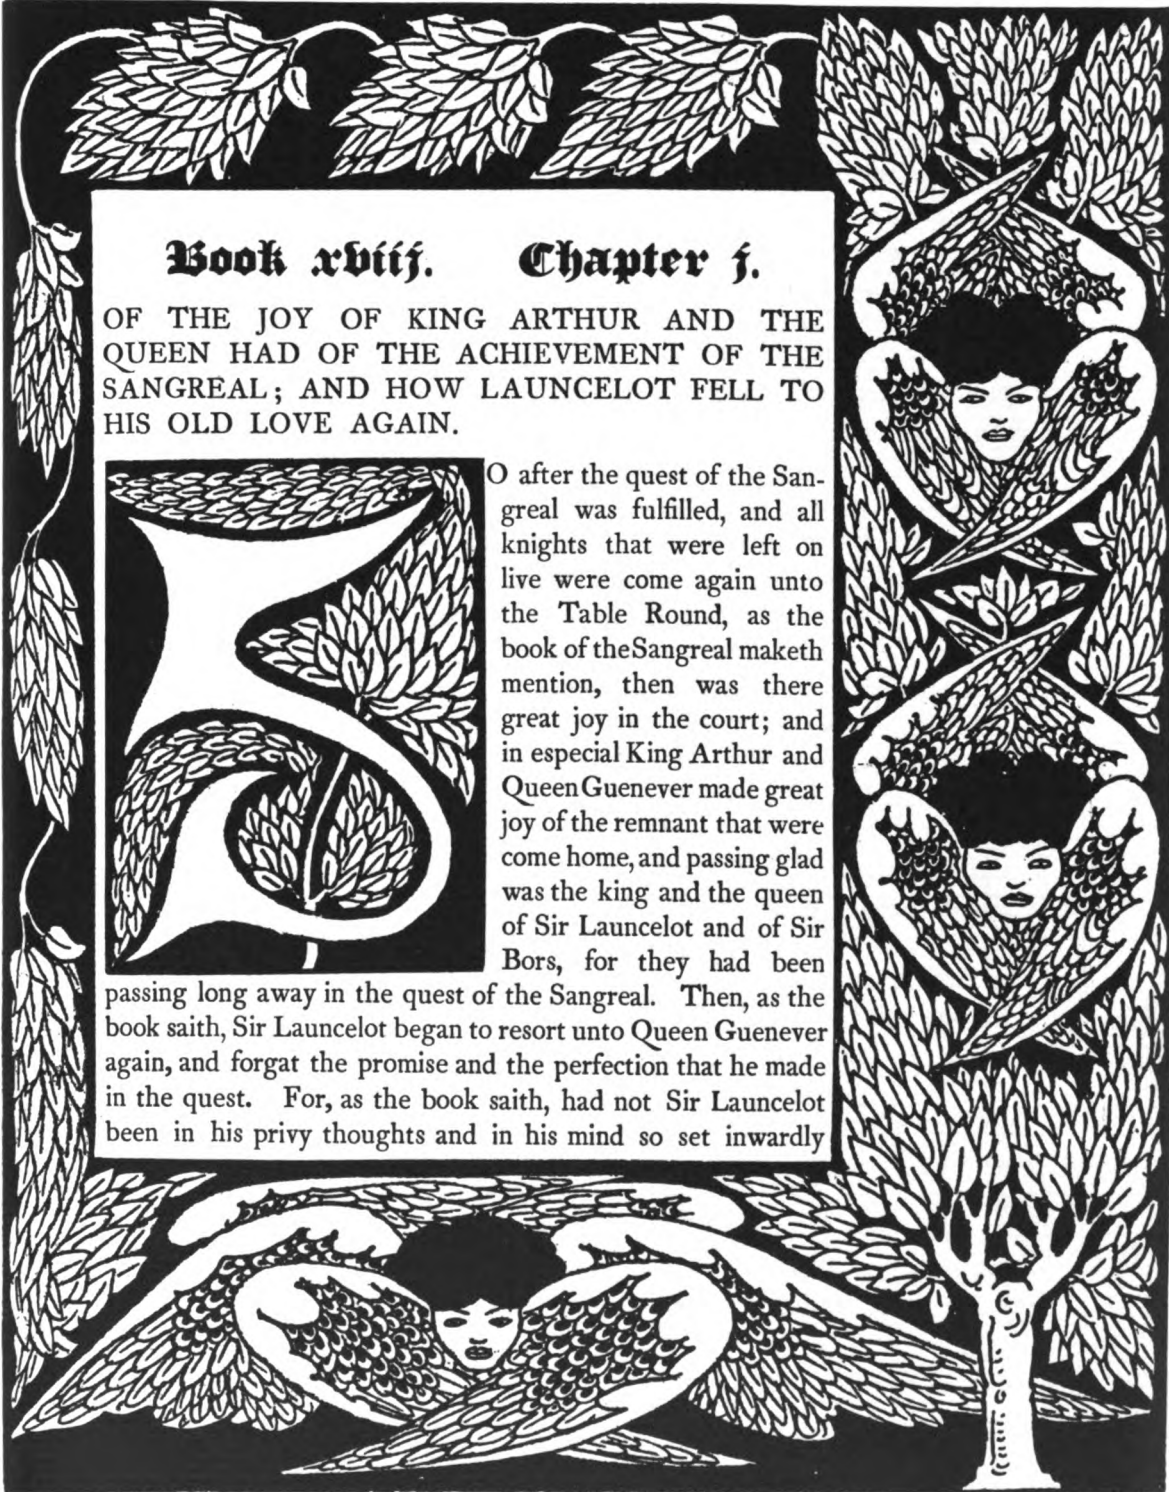 Book xviij. Chapter j.
OF THE JOY OF KING ARTHUR AND THE
QUEEN HAD OF THE ACHIEVEMENT OF THE
SANGREAL; AND HOW LAUNCELOT FELL TO
HIS OLD LOVE AGAIN.
SO after the quest of the San-
greal was fulfilled, and all
knights that were left on
live were come again unto
the Table Round, as the
book of the Sangreal maketh
mention, then was there
great joy in the court; and
in especial King Arthur and
Queen Guenever made great
joy of the remnant that were
come home, and passing glad
was the king and the queen
of Sir Launcelot and of Sir
Bors, for they had been
passing long away in the quest of the Sangreal. Then, as the
book saith, Sir Launcelot began to resort unto Queen Guenever
again, and forgat the promise and the perfection that he made
in the quest. For, as the book saith, had not Sir Launcelot
been in his privy thoughts and in his mind so set inwardly